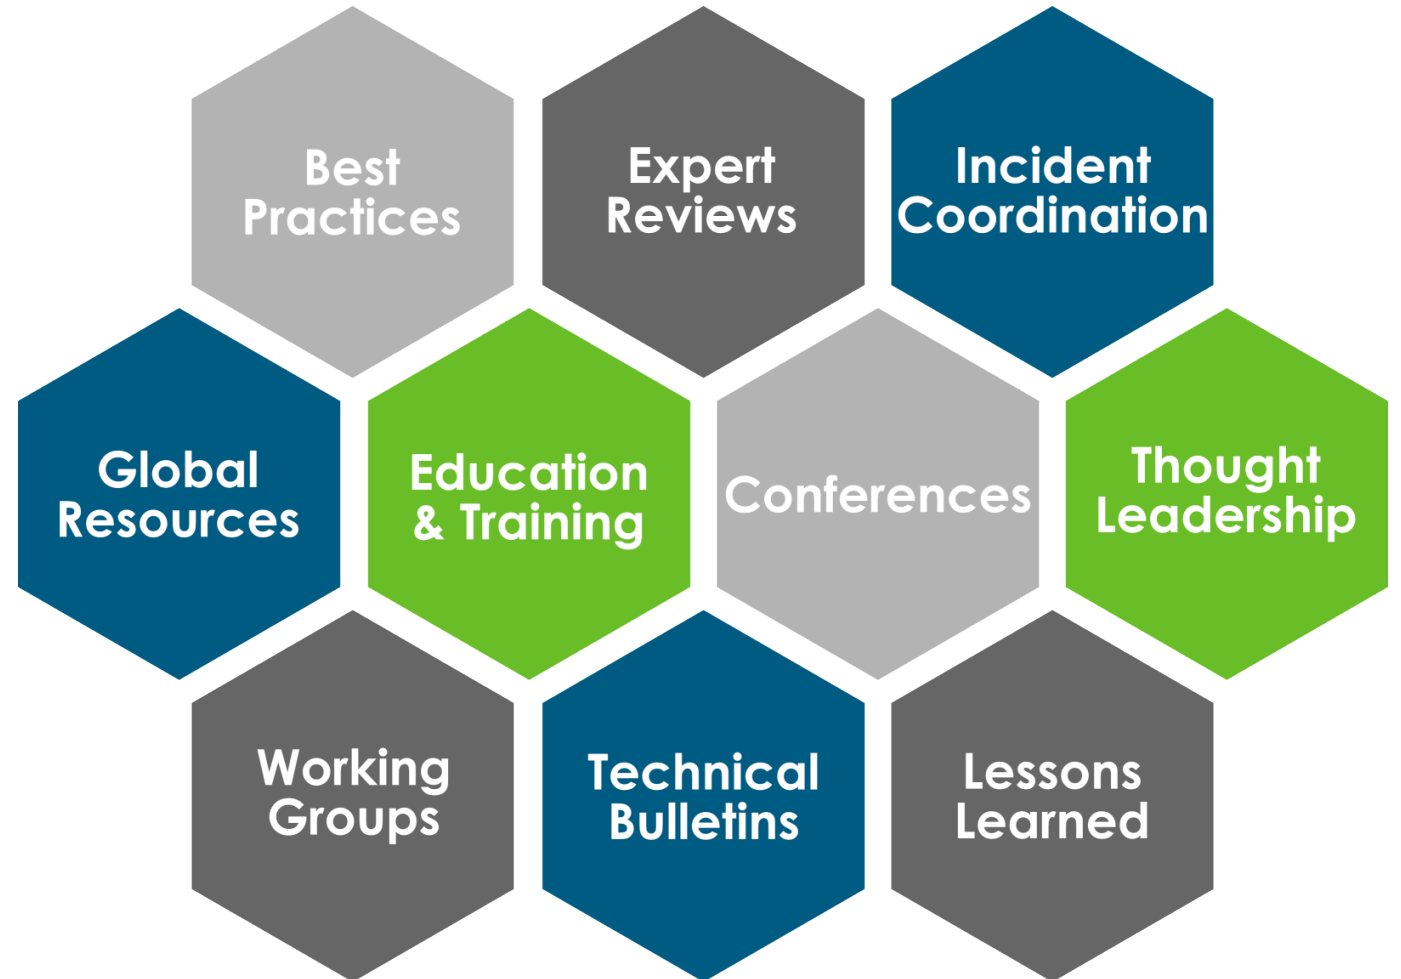 Best
Practices
Expert
Reviews
Incident
Coordination
Global
Resources
Education
& Training
Conferences
Thought
Leadership
Working
Groups
Technical
Bulletins
Lessons
Learned